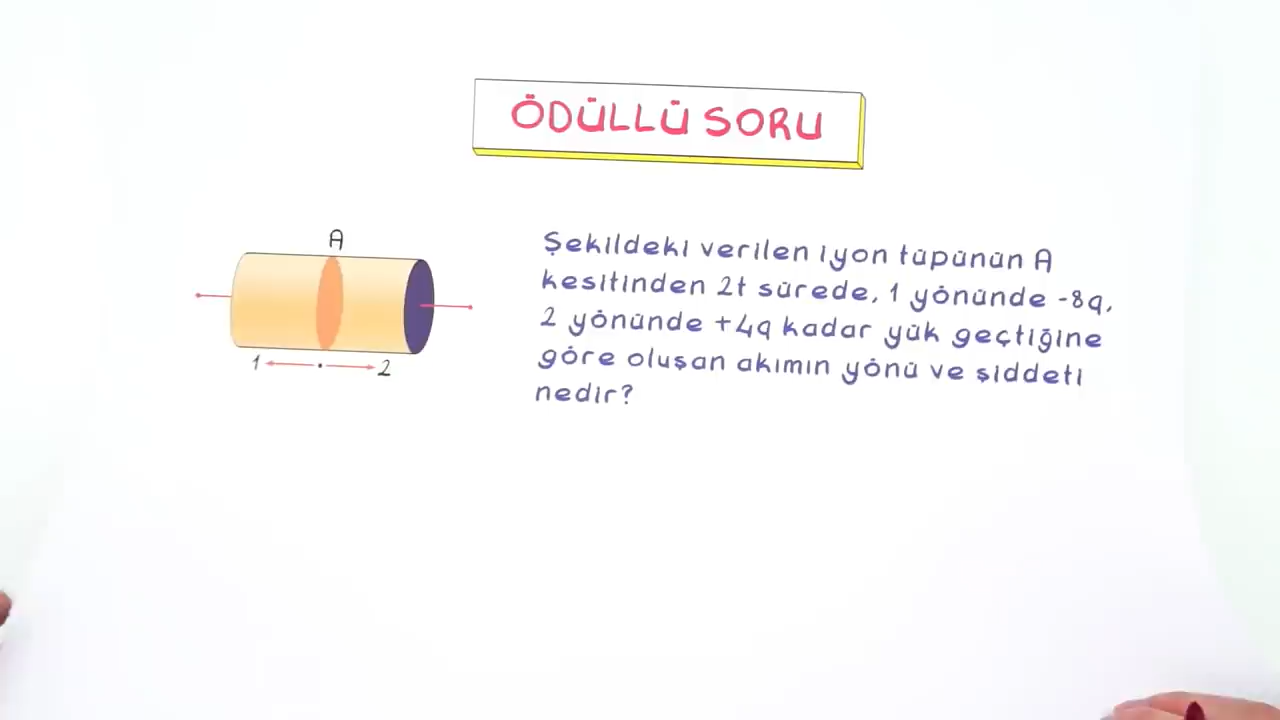 ÖDÜLLÜ SORU
A
1
2
Şekildeki verilen iyon tüpünün A
kesitinden 2t sürede, 1 yönünde -8q,
2 yönünde +4q kadar yük geçtiğine
göre oluşan akımın yönü ve şiddeti
nedir?